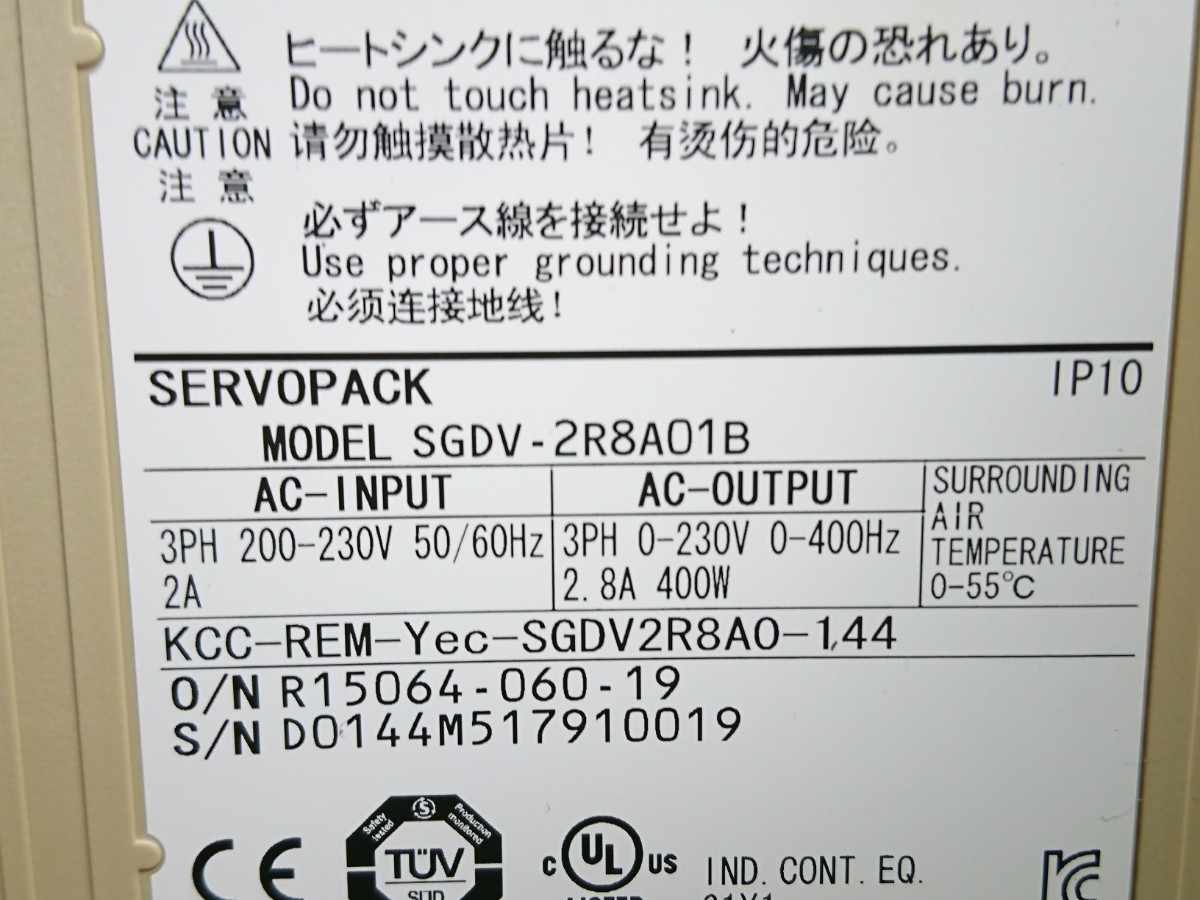 ヒートシンクに触るな！ 火傷の恐れあり。
注 意
Do not touch heatsink. May cause burn.
CAUTION
请勿触摸散热片！ 有烫伤的危险。
注 意
必ずアース線を接続せよ！
Use proper grounding techniques.
必须连接地线！
SERVOPACK
IP10
MODEL SGDV-2R8A01B
AC-INPUT
AC-OUTPUT
SURROUNDING
AIR
TEMPERATURE
0-55℃
3PH 200-230V 50/60Hz
2A
3PH 0-230V 0-400Hz
2.8A 400W
KCC-REM-Yec-SGDV2R8A0-144
O/N R15064-060-19
S/N D0144M517910019
CE
Safety tested
S
Production monitored
TÜV
SÜD
c UL US
IND. CONT. EQ.